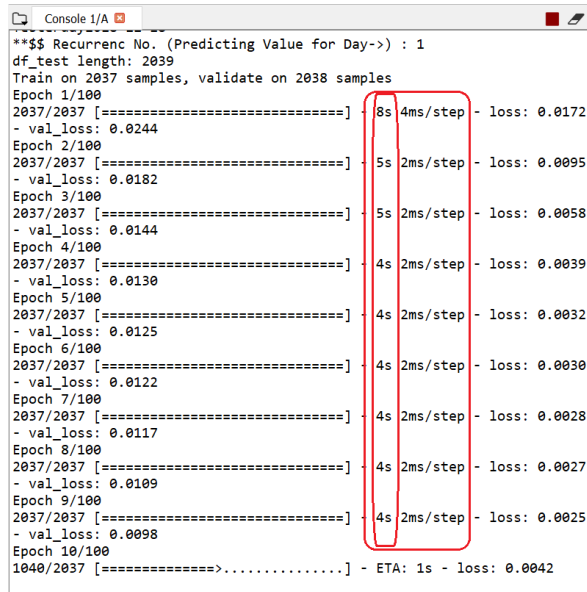 Console 1/A
**$$ Recurrenc No. (Predicting Value for Day->) : 1
df_test length: 2039
Train on 2037 samples, validate on 2038 samples
Epoch 1/100
2037/2037 [==============================] - 8s 4ms/step - loss: 0.0172
- val_loss: 0.0244
Epoch 2/100
2037/2037 [==============================] - 5s 2ms/step - loss: 0.0095
- val_loss: 0.0182
Epoch 3/100
2037/2037 [==============================] - 5s 2ms/step - loss: 0.0058
- val_loss: 0.0144
Epoch 4/100
2037/2037 [==============================] - 4s 2ms/step - loss: 0.0039
- val_loss: 0.0130
Epoch 5/100
2037/2037 [==============================] - 4s 2ms/step - loss: 0.0032
- val_loss: 0.0125
Epoch 6/100
2037/2037 [==============================] - 4s 2ms/step - loss: 0.0030
- val_loss: 0.0122
Epoch 7/100
2037/2037 [==============================] - 4s 2ms/step - loss: 0.0028
- val_loss: 0.0117
Epoch 8/100
2037/2037 [==============================] - 4s 2ms/step - loss: 0.0027
- val_loss: 0.0109
Epoch 9/100
2037/2037 [==============================] - 4s 2ms/step - loss: 0.0025
- val_loss: 0.0098
Epoch 10/100
1040/2037 [==============>...............] - ETA: 1s - loss: 0.0042